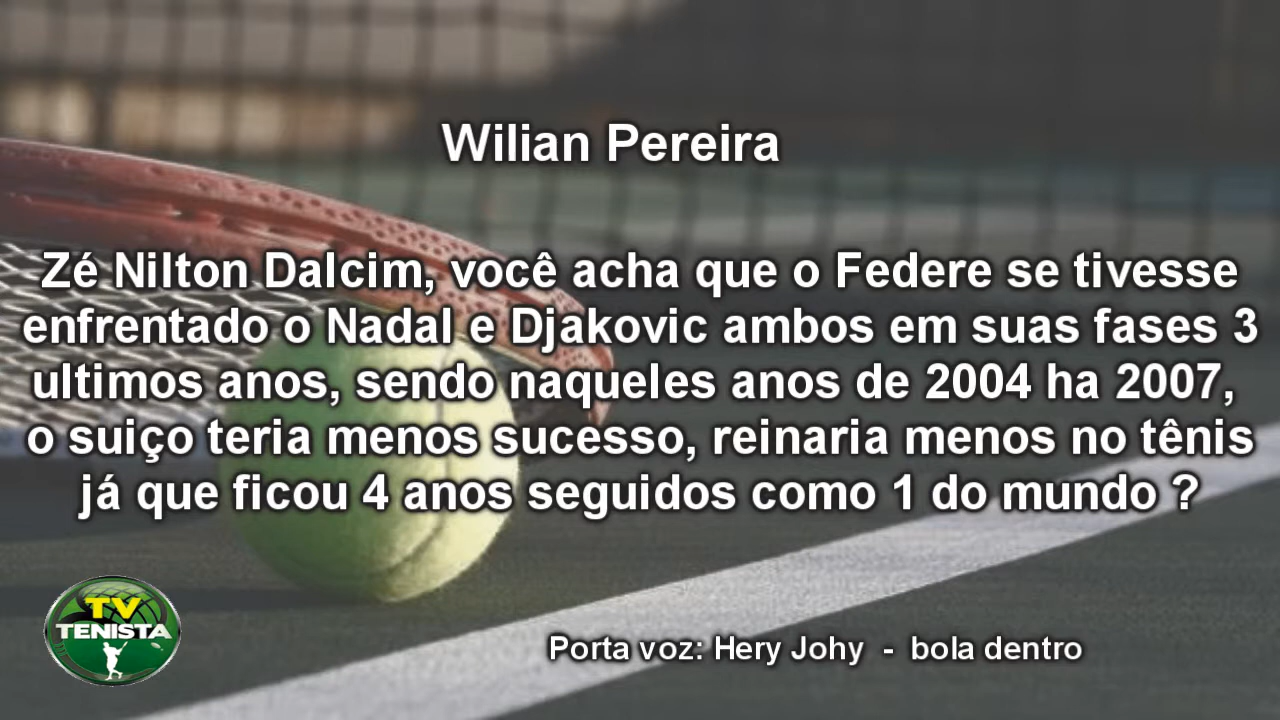 Wilian Pereira
Zé Nilton Dalcim, você acha que o Federe se tivesse
enfrentado o Nadal e Djakovic ambos em suas fases 3
ultimos anos, sendo naqueles anos de 2004 ha 2007,
o suiço teria menos sucesso, reinaria menos no tênis
já que ficou 4 anos seguidos como 1 do mundo ?
TV
TENISTA
Porta voz: Hery Johy - bola dentro